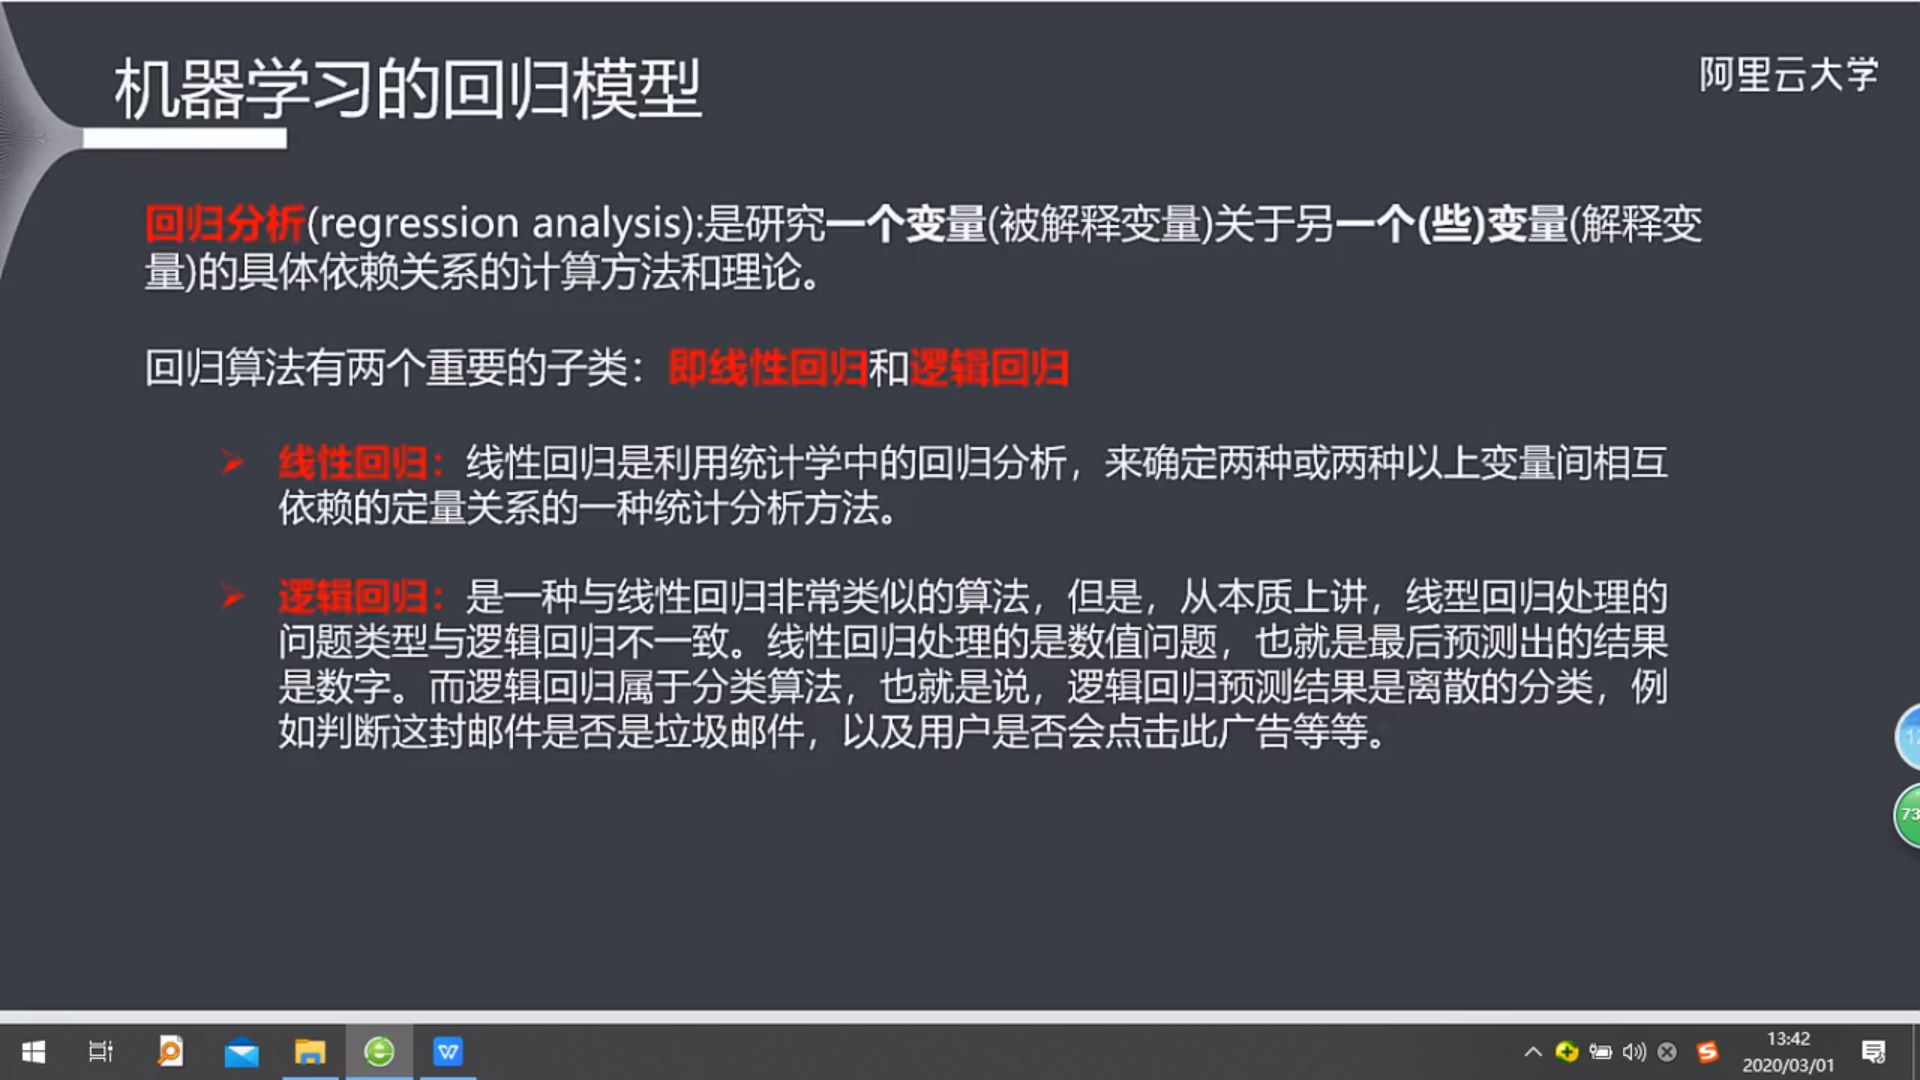 机器学习的回归模型
阿里云大学
回归分析(regression analysis):是研究一个变量(被解释变量)关于另一个(些)变量(解释变
量)的具体依赖关系的计算方法和理论。
回归算法有两个重要的子类：即线性回归和逻辑回归
线性回归：线性回归是利用统计学中的回归分析，来确定两种或两种以上变量间相互
依赖的定量关系的一种统计分析方法。
逻辑回归：是一种与线性回归非常类似的算法，但是，从本质上讲，线型回归处理的
问题类型与逻辑回归不一致。线性回归处理的是数值问题，也就是最后预测出的结果
是数字。而逻辑回归属于分类算法，也就是说，逻辑回归预测结果是离散的分类，例
如判断这封邮件是否是垃圾邮件，以及用户是否会点击此广告等等。
73
13:42
2020/03/01